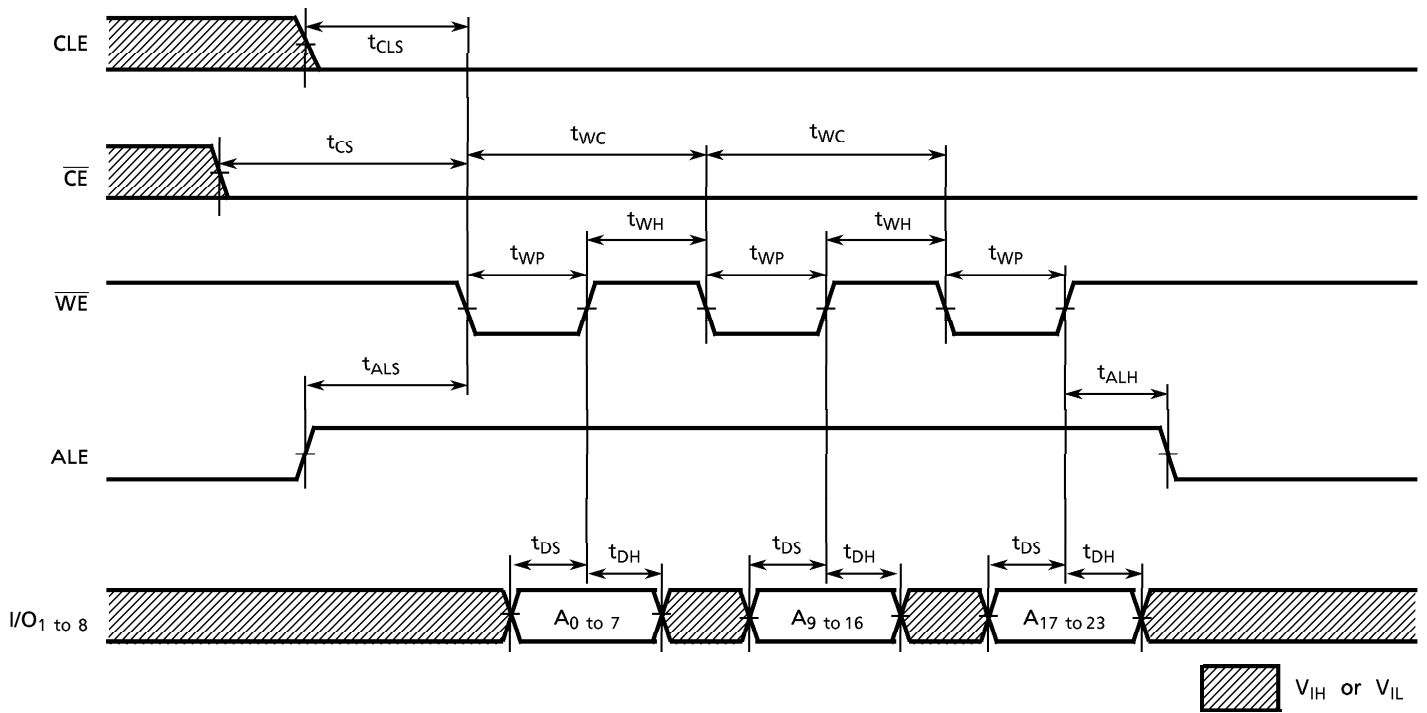 CLE
tCLS
CE
tCS
tWC
tWC
WE
tWP
tWH
tWP
tWH
tWP
tALS
tALH
ALE
tDS
tDH
tDS
tDH
tDS
tDH
I/O1 to 8
A0 to 7
A9 to 16
A17 to 23
VIH or VIL